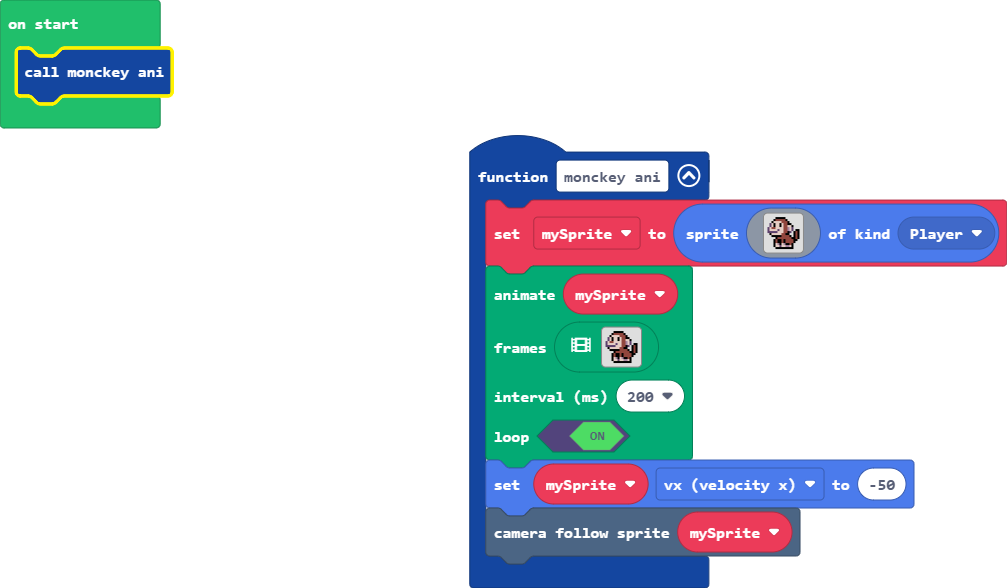 on start
call monckey ani
function monckey ani
set mySprite to sprite of kind Player
animate mySprite
frames
interval (ms) 200
loop ON
set mySprite vx (velocity x) to -50
camera follow sprite mySprite